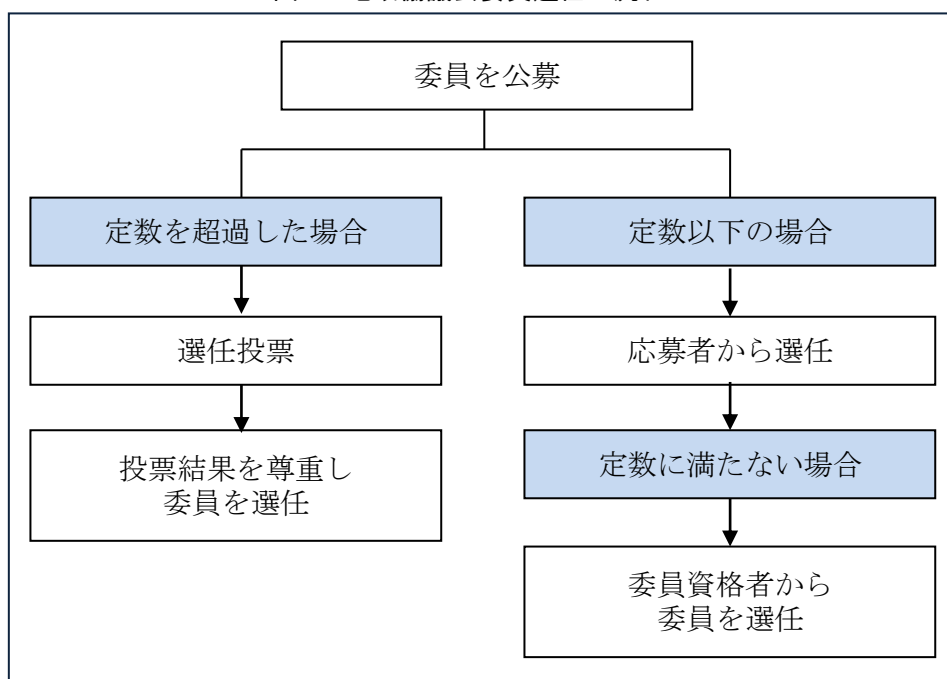 委員を公募
定数を超過した場合
定数以下の場合
選任投票
応募者から選任
投票結果を尊重し
委員を選任
定数に満たない場合
委員資格者から
委員を選任